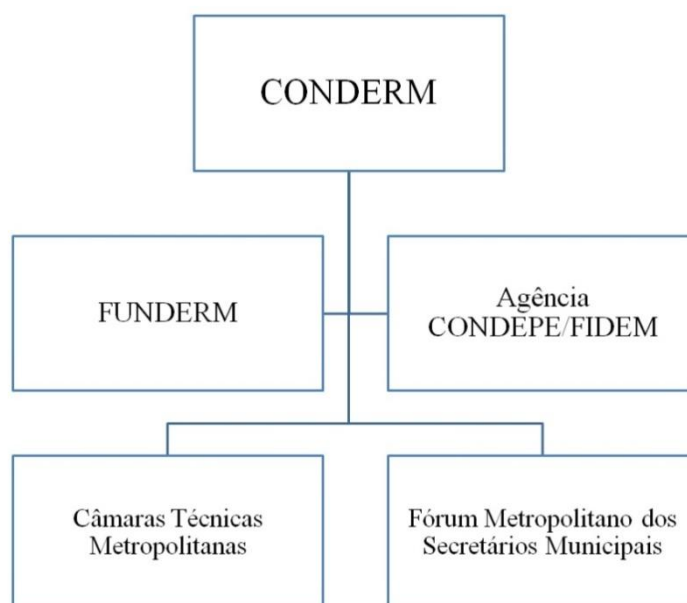 CONDERM
FUNDERM
Agência
CONDEPE/FIDEM
Câmaras Técnicas
Metropolitanas
Fórum Metropolitano dos
Secretários Municipais